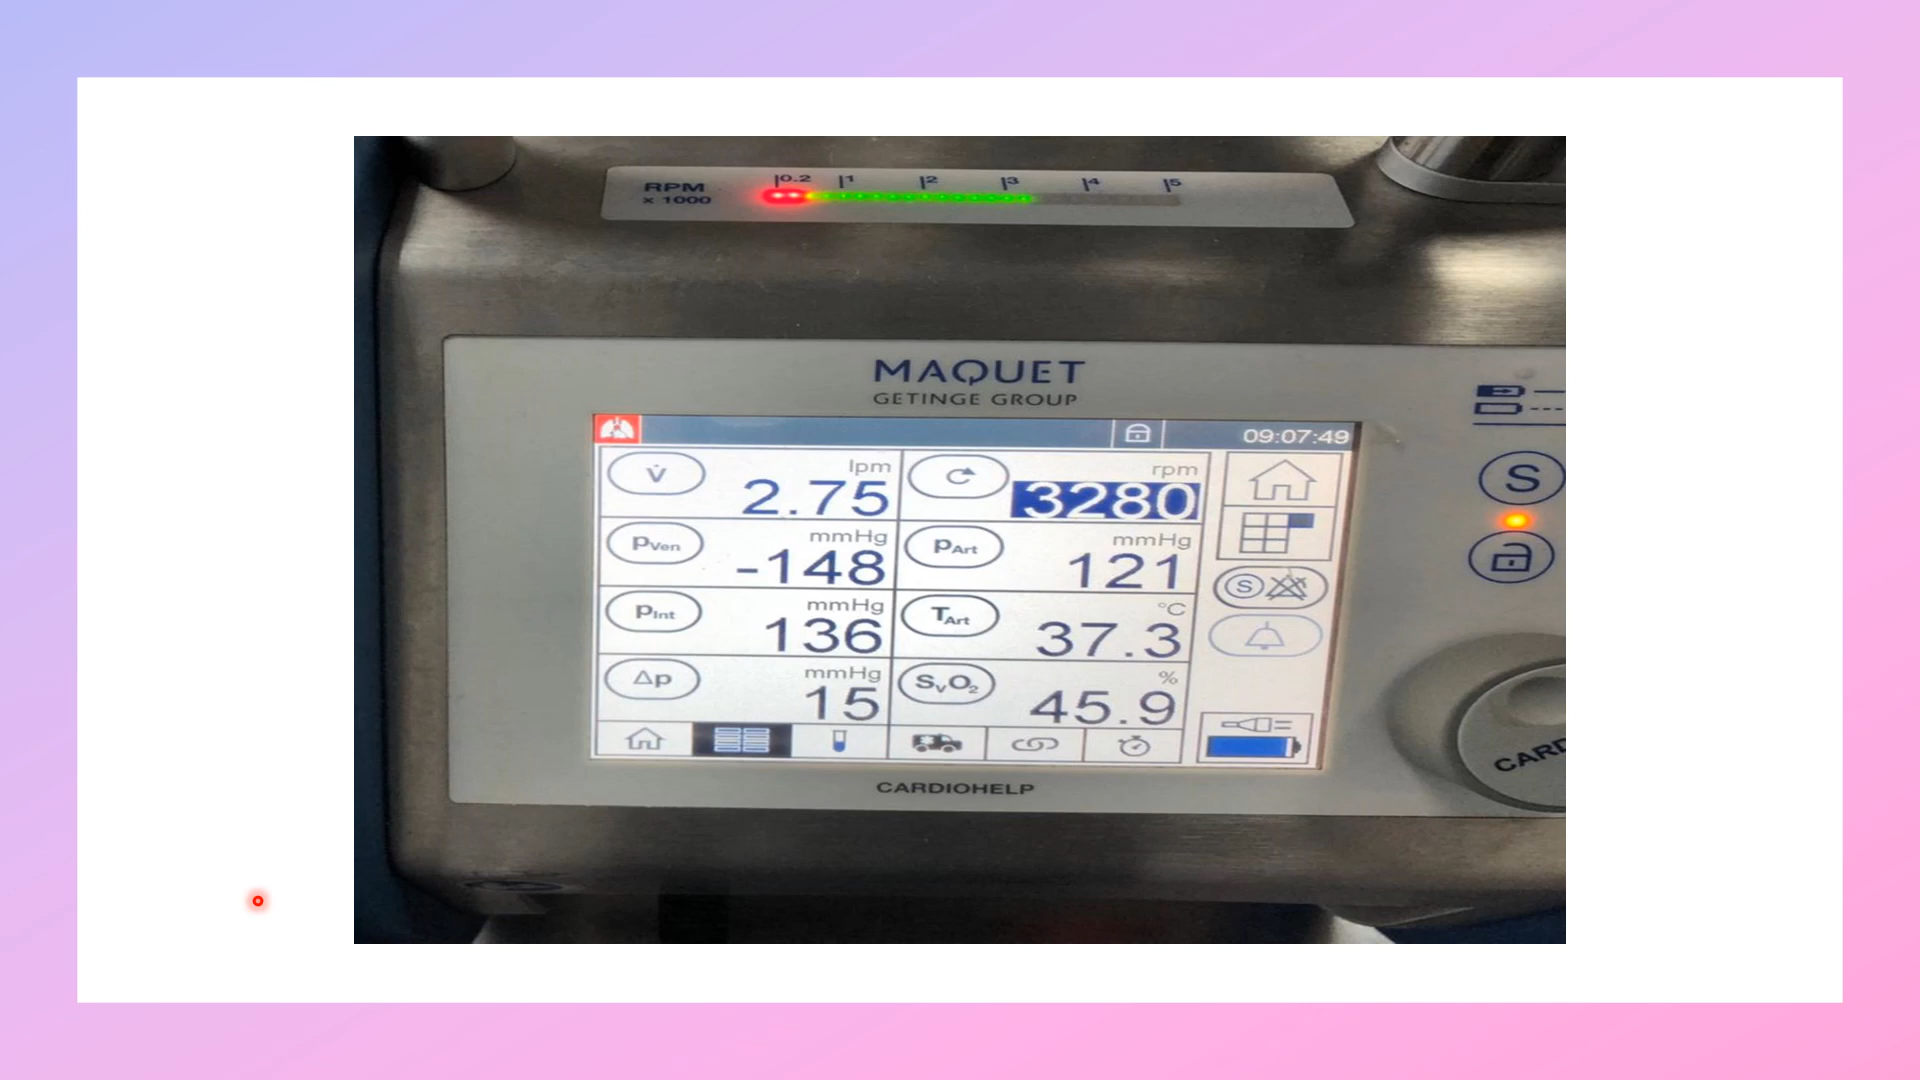 RPM
x 1000
0.2 1 2 3 4 5
MAQUET
GETINGE GROUP
09:07:49
V̇ lpm 2.75
rpm 3280
PVen mmHg -148
PArt mmHg 121
PInt mmHg 136
TArt °C 37.3
Δp mmHg 15
SvO2 % 45.9
S
S
CARDIOHELP